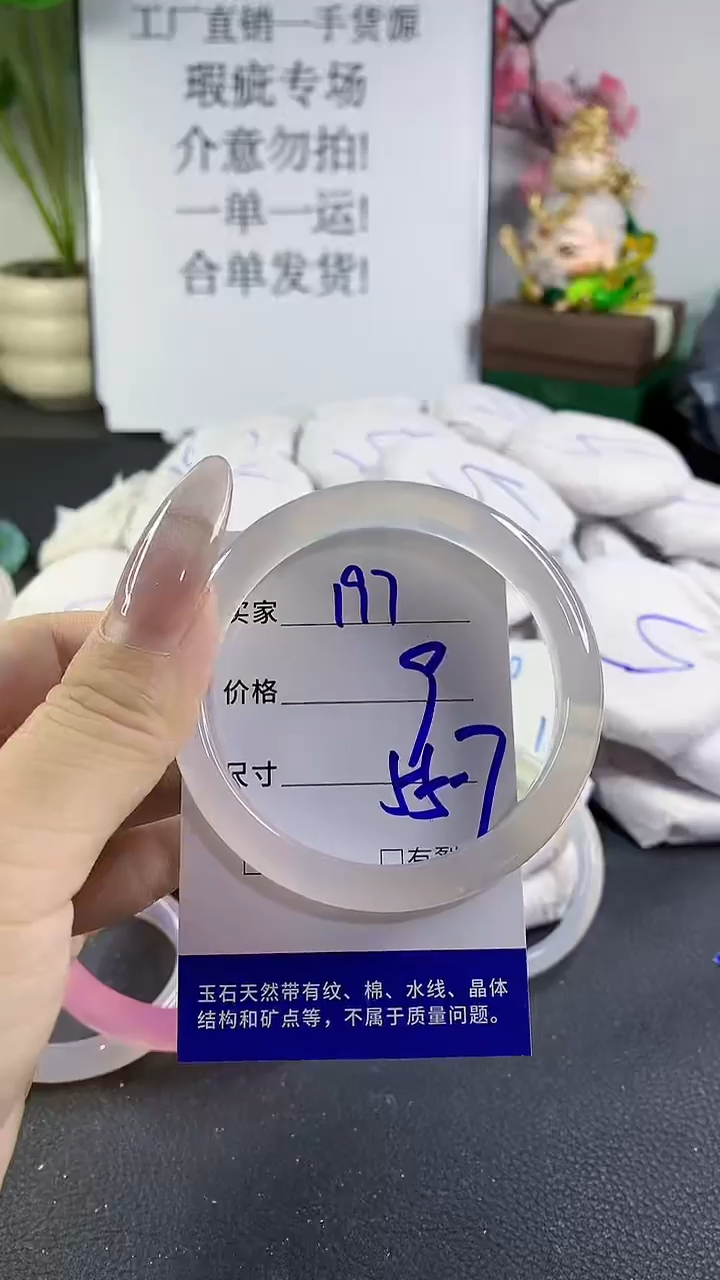 工厂直销一手货源
瑕疵专场
介意勿拍!
一单一运!
合单发货!
买家 197
价格 9
尺寸 55-7
□ □有裂
玉石天然带有纹、棉、水线、晶体
结构和矿点等，不属于质量问题。